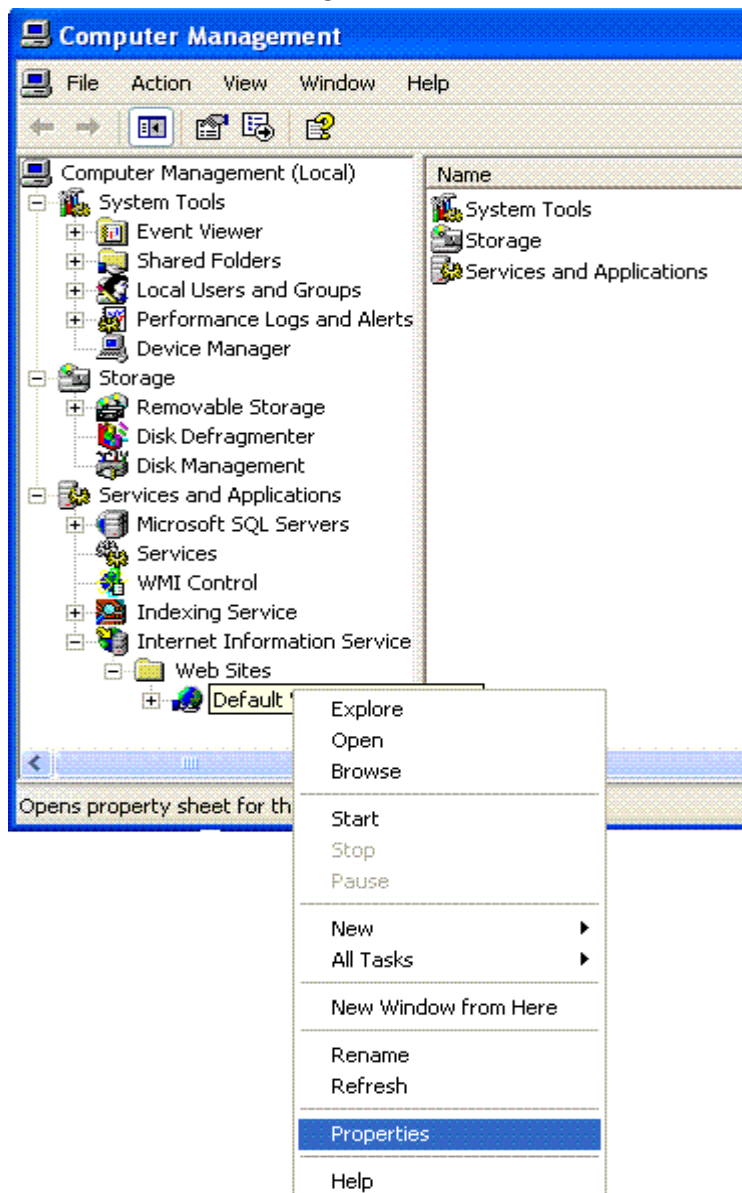 Computer Management
File Action View Window Help
Computer Management (Local)
System Tools
Event Viewer
Shared Folders
Local Users and Groups
Performance Logs and Alerts
Device Manager
Storage
Removable Storage
Disk Defragmenter
Disk Management
Services and Applications
Microsoft SQL Servers
Services
WMI Control
Indexing Service
Internet Information Service
Web Sites
Default
Name
System Tools
Storage
Services and Applications
Opens property sheet for th
Explore
Open
Browse
Start
Stop
Pause
New
All Tasks
New Window from Here
Rename
Refresh
Properties
Help